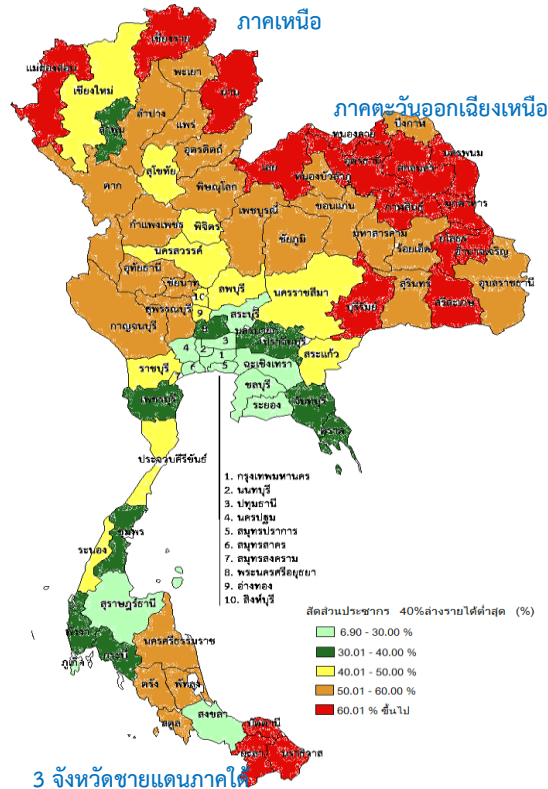 ภาคเหนือ
เชียงราย
แม่ฮ่องสอน
พะเยา
เชียงใหม่
น่าน
ภาคตะวันออกเฉียงเหนือ
ลำปาง
ลำพูน
แพร่
บึงกาฬ
หนองคาย
อุตรดิตถ์
นครพนม
อุดรธานี
สกลนคร
เลย
สุโขทัย
หนองบัวลำภู
ตาก
พิษณุโลก
มุกดาหาร
ขอนแก่น
กาฬสินธุ์
เพชรบูรณ์
กำแพงเพชร
พิจิตร
มหาสารคาม
ชัยภูมิ
ยโสธร
ร้อยเอ็ด
อำนาจเจริญ
นครสวรรค์
อุทัยธานี
ชัยนาท
ลพบุรี
นครราชสีมา
สุรินทร์
อุบลราชธานี
10
บุรีรัมย์
ศรีสะเกษ
สุพรรณบุรี
9
สระบุรี
กาญจนบุรี
8
นครนายก
ปราจีนบุรี
3
4
2
1
สระแก้ว
ฉะเชิงเทรา
ราชบุรี
6
5
ชลบุรี
เพชรบุรี
ระยอง
จันทบุรี
ตราด
ประจวบคีรีขันธ์
1. กรุงเทพมหานคร
2. นนทบุรี
3. ปทุมธานี
4. นครปฐม
5. สมุทรปราการ
6. สมุทรสาคร
7. สมุทรสงคราม
8. พระนครศรีอยุธยา
9. อ่างทอง
10. สิงห์บุรี
ชุมพร
ระนอง
สุราษฎร์ธานี
สัดส่วนประชากร 40%ล่างรายได้ต่ำสุด (%)
6.90 - 30.00 %
30.01 - 40.00 %
40.01 - 50.00 %
50.01 - 60.00 %
60.01 % ขึ้นไป
พังงา
นครศรีธรรมราช
กระบี่
ภูเก็ต
ตรัง
พัทลุง
สตูล
สงขลา
ปัตตานี
ยะลา
นราธิวาส
3 จังหวัดชายแดนภาคใต้